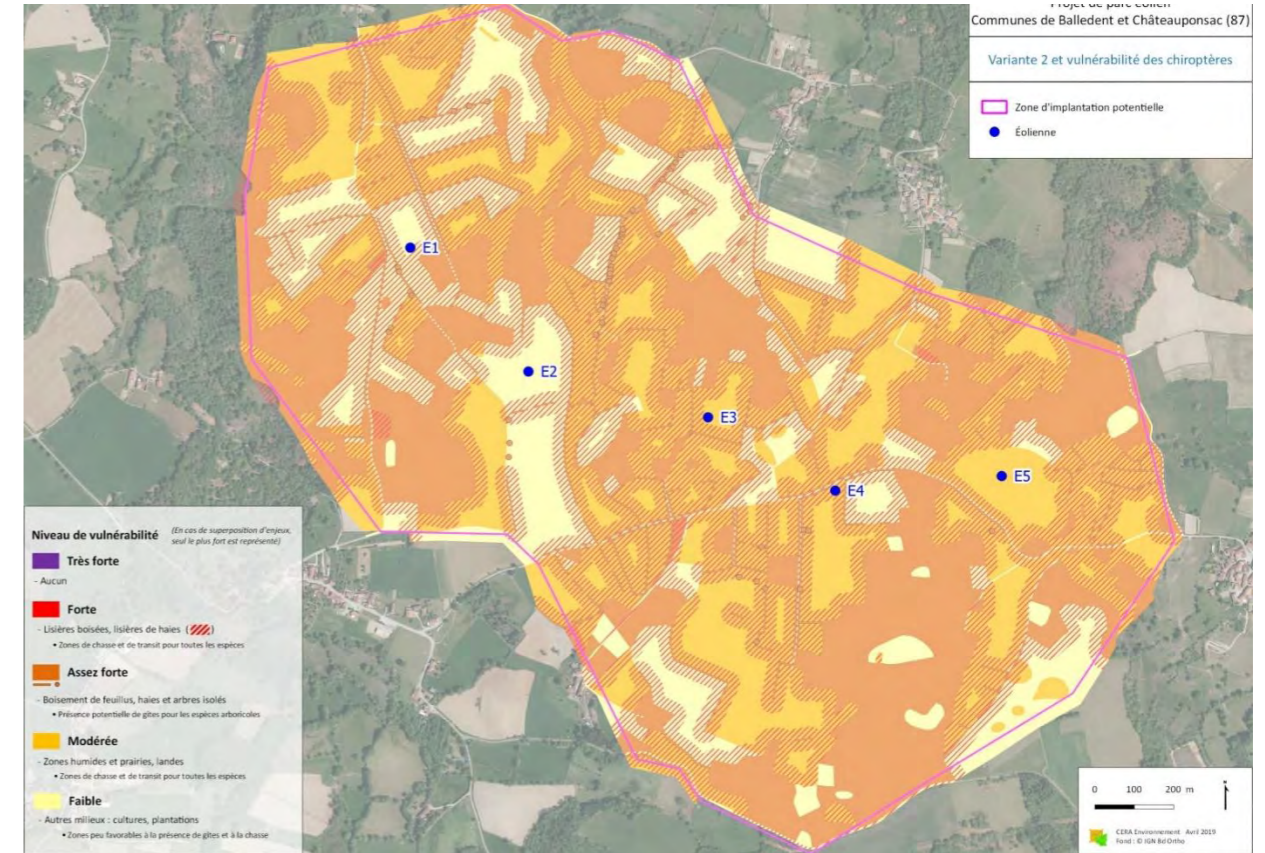 Projet de parc éolien
Communes de Balledent et Châteauponsac (87)
Variante 2 et vulnérabilité des chiroptères
Zone d'implantation potentielle
Éolienne
E1
E2
E3
E4
E5
Niveau de vulnérabilité
(En cas de superposition d'enjeux,
seul le plus fort est représenté)
Très forte
- Aucun
Forte
- Lisières boisées, lisières de haies ( )
• Zones de chasse et de transit pour toutes les espèces
Assez forte
- Boisement de feuillus, haies et arbres isolés
• Présence potentielle de gîtes pour les espèces arboricoles
Modérée
- Zones humides et prairies, landes
• Zones de chasse et de transit pour toutes les espèces
Faible
- Autres milieux : cultures, plantations
• Zones peu favorables à la présence de gîtes et à la chasse
0 100 200 m
CERA Environnement Avril 2019
Fond : © IGN Bd Ortho